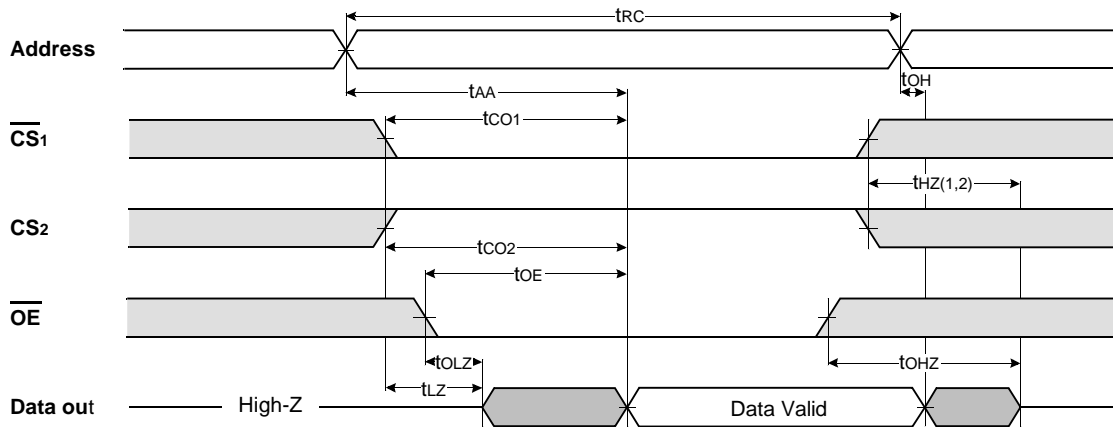 tRC
Address
tOH
tAA
tCO1
CS1
tHZ(1,2)
CS2
tCO2
tOE
OE
tOLZ
tOHZ
tLZ
Data out
High-Z
Data Valid